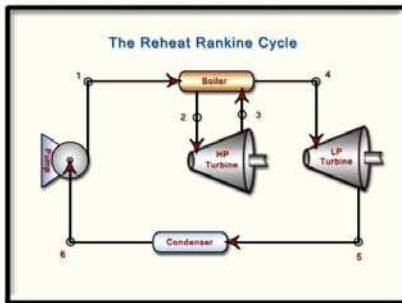 The Reheat Rankine Cycle
1
Boiler
4
2
3
Pump
HP
Turbine
LP
Turbine
Condenser
6
5